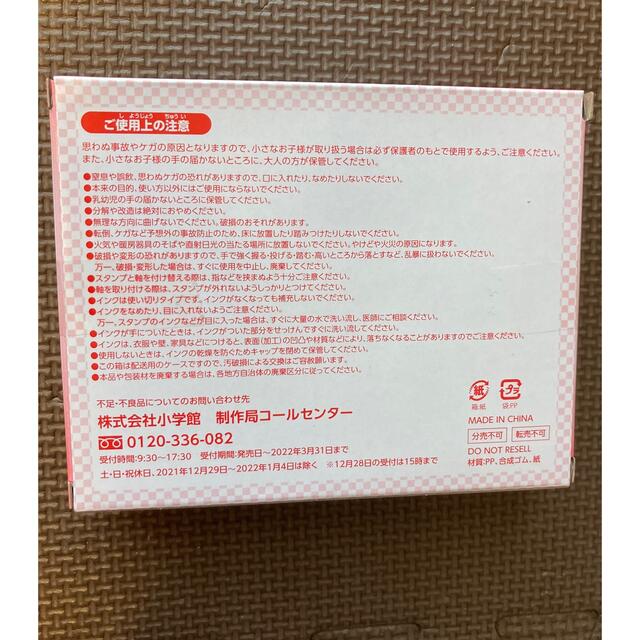 ご使用上の注意
しようじょう ちゅうい
思わぬ事故やケガの原因となりますので、小さなお子様が取り扱う場合は必ず保護者のもとで使用するよう、ご注意ください。
また、小さなお子様の手の届かないところに、大人の方が保管してください。
●窒息や誤飲、思わぬケガの恐れがありますので、口に入れたり、なめたりしないでください。
●本来の目的、使い方以外にはご使用にならないでください。
●乳幼児の手の届かないところに保管してください。
●分解や改造は絶対におやめください。
●無理な方向に曲げないでください。破損のおそれがあります。
●転倒、ケガなど予想外の事故防止のため、床に放置したり踏みつけたりしないでください。
●火気や暖房器具のそばや直射日光の当たる場所に放置しないでください。やけどや火災の原因になります。
●破損や変形の恐れがありますので、手で強く握る・投げる・踏む・高いところから落とすなど、乱暴に扱わないでください。
万一、破損・変形した場合は、すぐに使用を中止し、廃棄してください。
●スタンプと軸を付け替える際は、指などを挟まぬよう十分ご注意ください。
●軸を取り付ける際は、スタンプが外れないようしっかりとつけてください。
●インクは使い切りタイプです。インクがなくなっても補充しないでください。
●インクをなめたり、目に入れないようご注意ください。
万一、スタンプのインクなどが目に入った場合は、すぐに大量の水で洗い流し、医師にご相談ください。
●インクが手についたときは、インクがついた部分をせっけんですぐに洗い流してください。
●インクは、衣服や壁、家具などにつけると、表面(加工)の凹凸や材質などにより、落ちなくなることがありますのでご注意ください。
●使用しないときは、インクの乾燥を防ぐためキャップを閉めて保管してください。
●この箱は配送用のケースですので、汚破損による交換はご容赦願います。
●本品や包装材を廃棄する場合は、各地方自治体の廃棄区分に従ってください。
不足・不良品についてのお問い合わせ先
株式会社小学館 制作局コールセンター
0120-336-082
受付時間:9:30～17:30 受付期間:発売日～2022年3月31日まで
土・日・祝休日、2021年12月29日～2022年1月4日は除く ※12月28日の受付は15時まで
紙 プラ
箱:紙 袋:PP
MADE IN CHINA
分売不可 転売不可
DO NOT RESELL
材質:PP、合成ゴム、紙